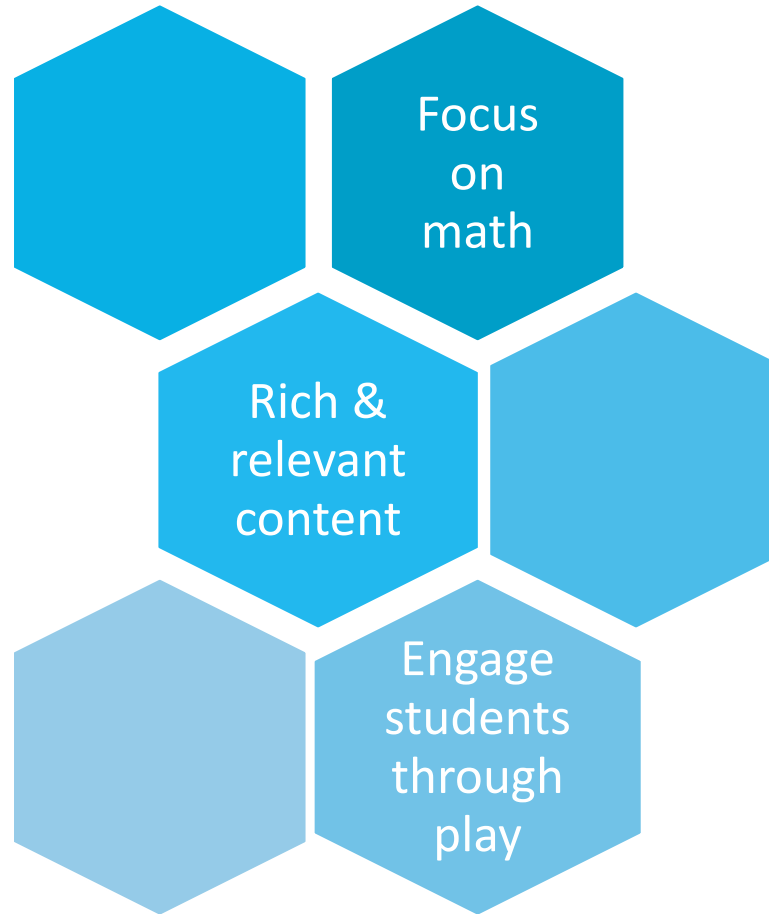 Focus
on
math
Rich &
relevant
content
Engage
students
through
play